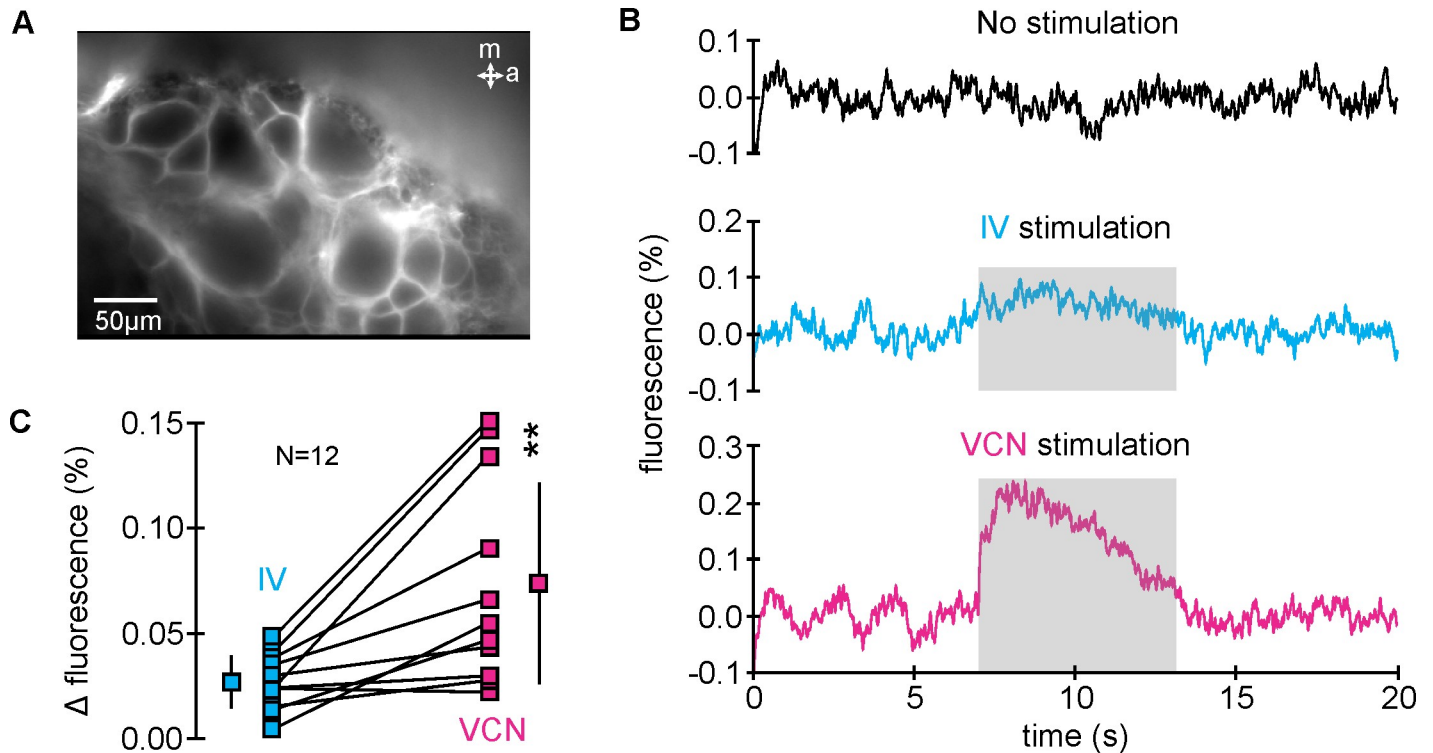 A
m
a
50µm
B
No stimulation
0.1
0.0
-0.1
IV stimulation
0.2
0.1
0.0
-0.1
VCN stimulation
0.3
0.2
0.1
0.0
-0.1
fluorescence (%)
0 5 10 15 20
time (s)
C
0.15
0.10
0.05
0.00
Δ fluorescence (%)
N=12
IV
VCN
**